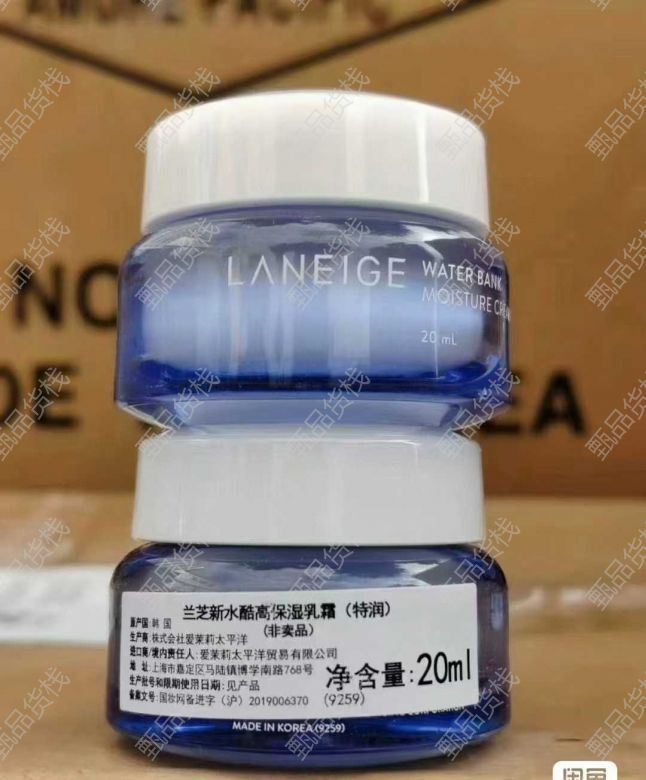 AMORE PACIFIC
LANEIGE
WATER BANK
MOISTURE CREAM
20 mL
兰芝新水酷高保湿乳霜（特润）
(非卖品)
原产国:韩国
生产商:株式会社爱茉莉太平洋
进口商/境内责任人:爱茉莉太平洋贸易有限公司
地 址:上海市嘉定区马陆镇博学南路768号
生产批号和限期使用日期:见产品
备案文号:国妆网备进字（沪）2019006370 （9259）
净含量:20ml
MADE IN KOREA (9259)
甄品货栈
闲鱼